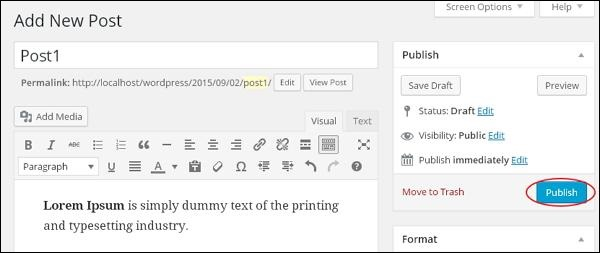 Screen Options
Help
Add New Post
Post1
Permalink: http://localhost/wordpress/2015/09/02/post1/ Edit View Post
Add Media
Visual Text
B I ABC
Paragraph U A
Lorem Ipsum is simply dummy text of the printing
and typesetting industry.
Publish
Save Draft Preview
Status: Draft Edit
Visibility: Public Edit
Publish immediately Edit
Move to Trash Publish
Format